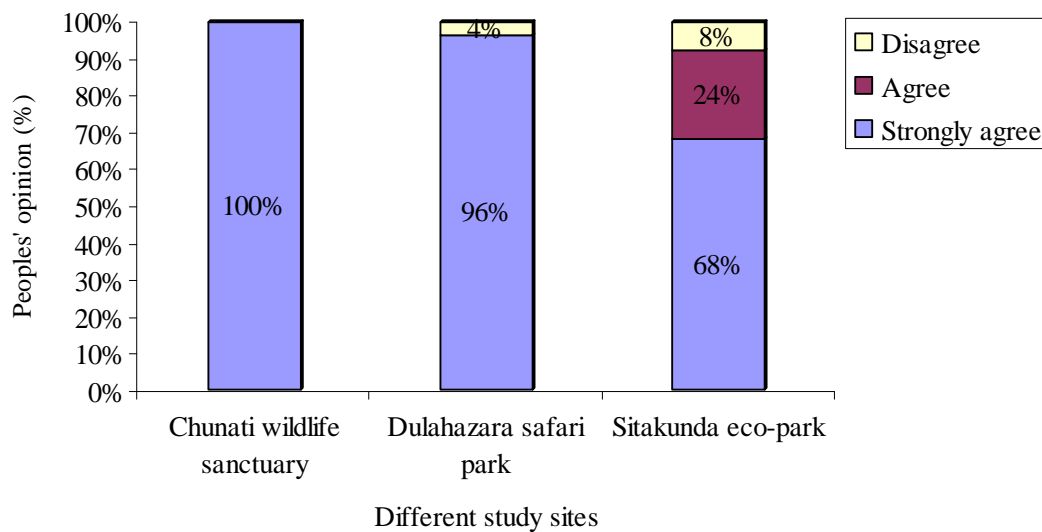 100%
90%
80%
70%
60%
50%
40%
30%
20%
10%
0%
Peoples' opinion (%)
100%
4%
96%
8%
24%
68%
Chunati wildlife
sanctuary
Dulahazara safari
park
Sitakunda eco-park
Different study sites
Disagree
Agree
Strongly agree